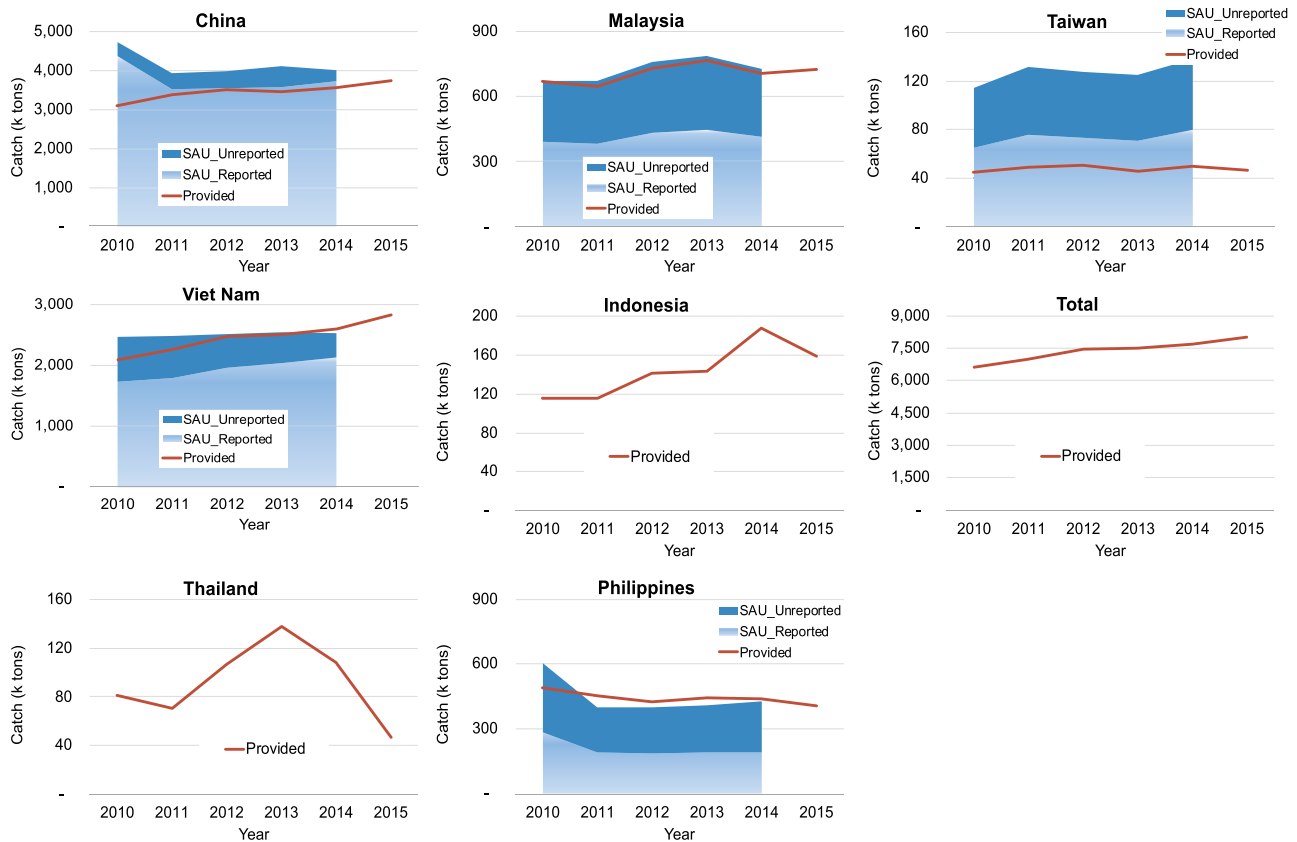 China
5,000
4,000
3,000
2,000
1,000
-
Catch (k tons)
SAU_Unreported
SAU_Reported
Provided
2010 2011 2012 2013 2014 2015
Year
Malaysia
900
600
300
-
Catch (k tons)
SAU_Unreported
SAU_Reported
Provided
2010 2011 2012 2013 2014 2015
Year
Taiwan
160
120
80
40
-
Catch (k tons)
SAU_Unreported
SAU_Reported
Provided
2010 2011 2012 2013 2014 2015
Year
Viet Nam
3,000
2,000
1,000
-
Catch (k tons)
SAU_Unreported
SAU_Reported
Provided
2010 2011 2012 2013 2014 2015
Year
Indonesia
200
160
120
80
40
-
Catch (k tons)
Provided
2010 2011 2012 2013 2014 2015
Year
Total
9,000
7,500
6,000
4,500
3,000
1,500
-
Catch (k tons)
Provided
2010 2011 2012 2013 2014 2015
Year
Thailand
160
120
80
40
-
Catch (k tons)
Provided
2010 2011 2012 2013 2014 2015
Year
Philippines
900
600
300
-
Catch (k tons)
SAU_Unreported
SAU_Reported
Provided
2010 2011 2012 2013 2014 2015
Year